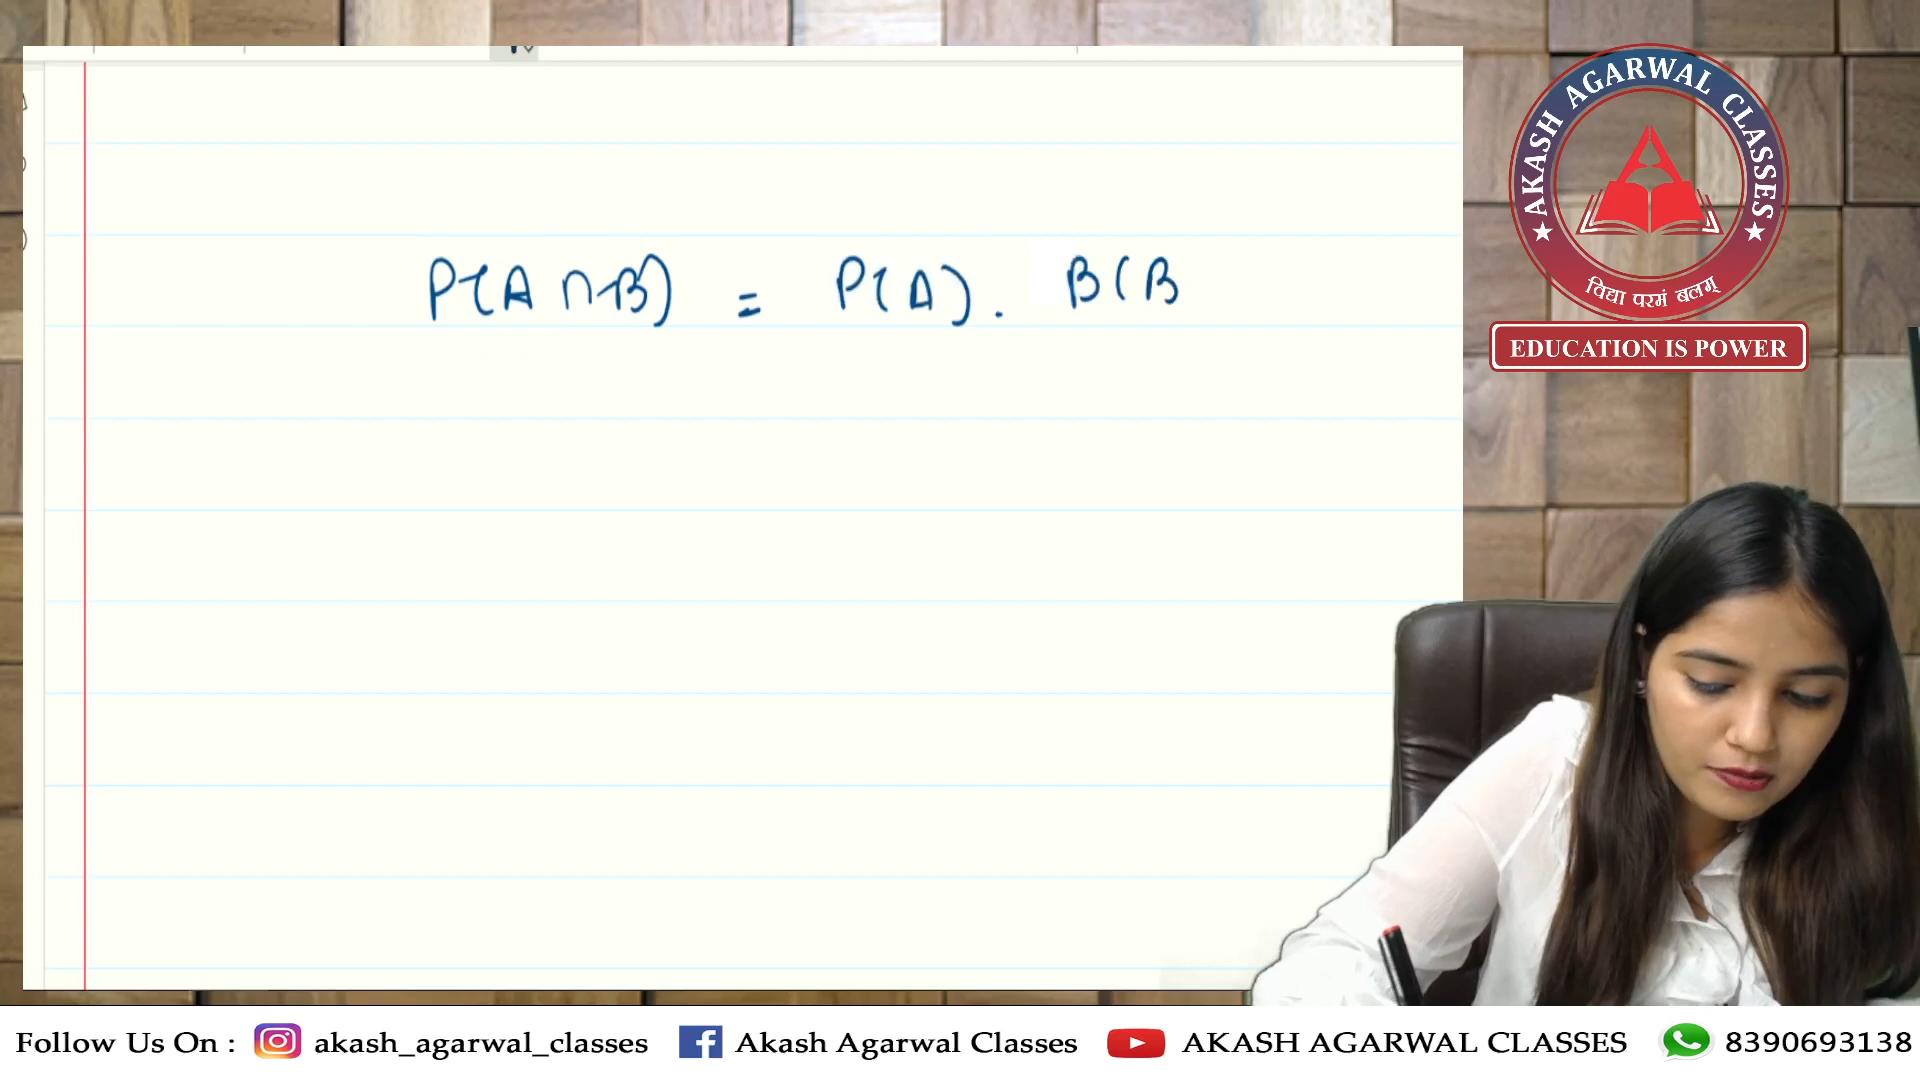 P(A ∩ B) = P(A) . B(B
★ AKASH AGARWAL CLASSES ★
विद्या परमं बलम्
EDUCATION IS POWER
Follow Us On : akash_agarwal_classes Akash Agarwal Classes AKASH AGARWAL CLASSES 8390693138